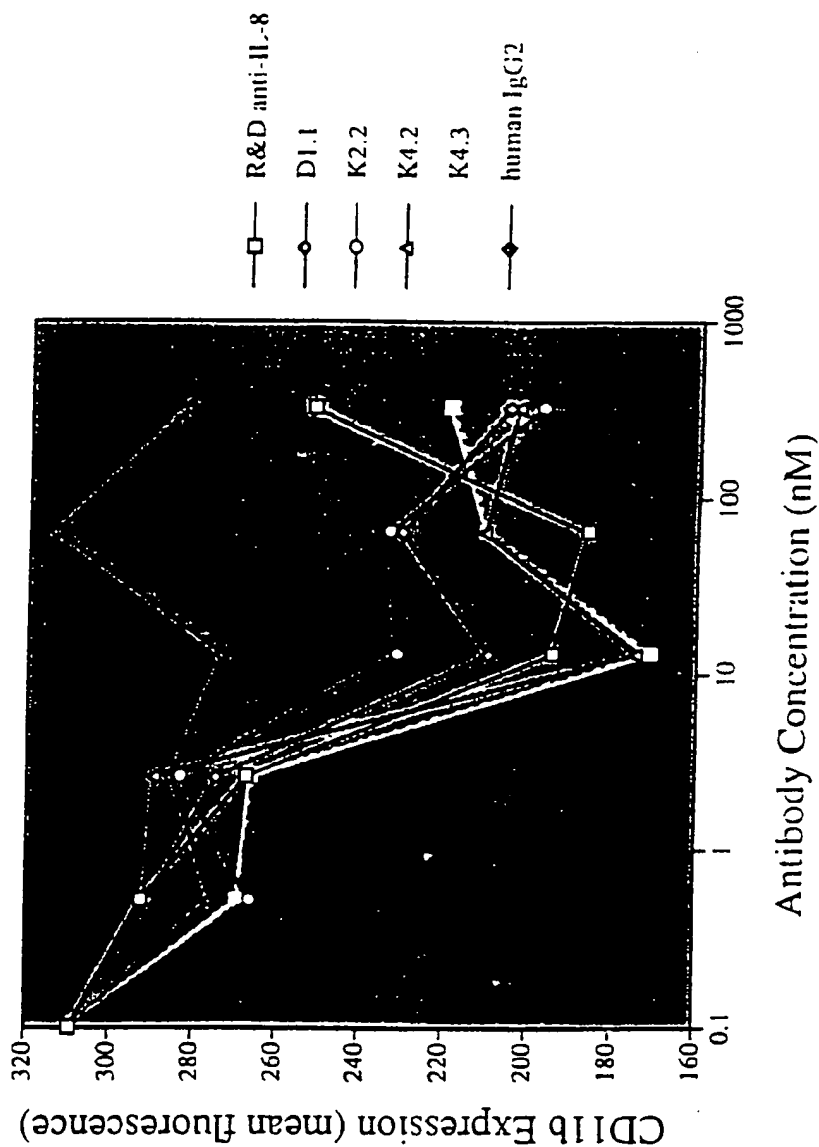 CD11b Expression (mean fluorescence)
320
300
280
260
240
220
200
180
160
0.1
1
10
100
1000
Antibody Concentration (nM)
R&D anti-IL-8
D1.1
K2.2
K4.2
K4.3
human IgG2